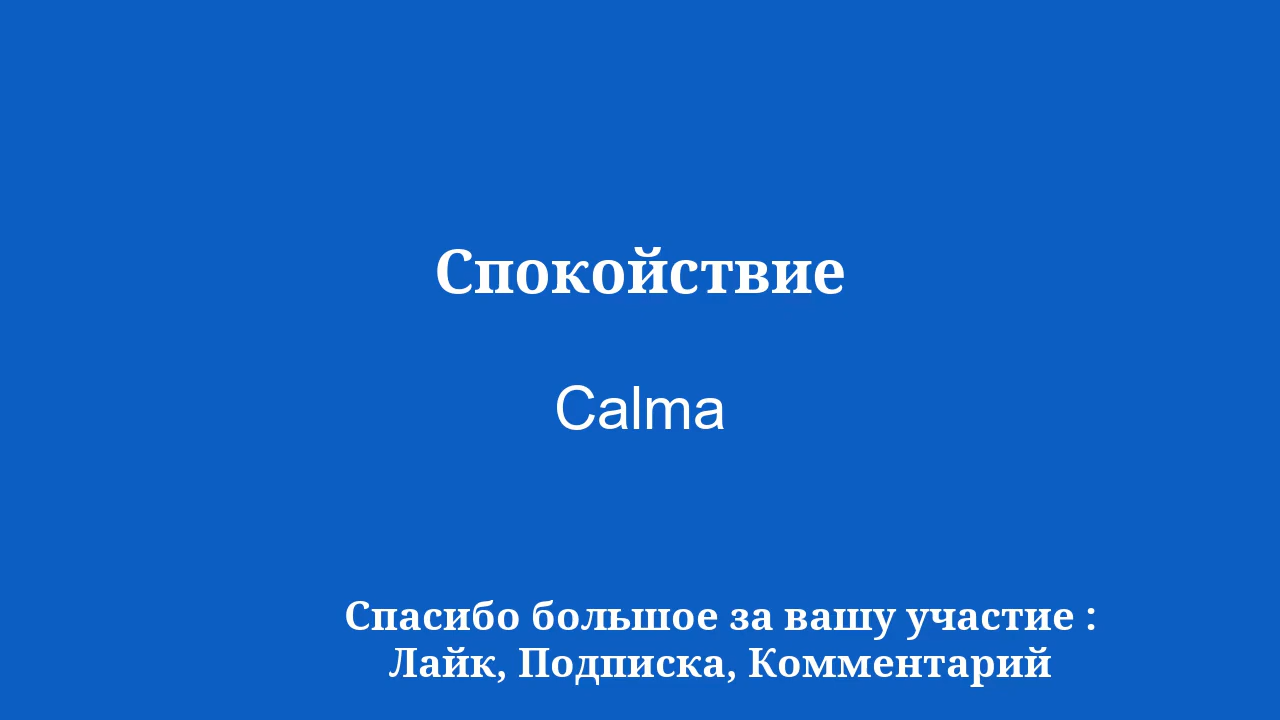 Спокойствие
Calma
Спасибо большое за вашу участие :
Лайк, Подписка, Комментарий